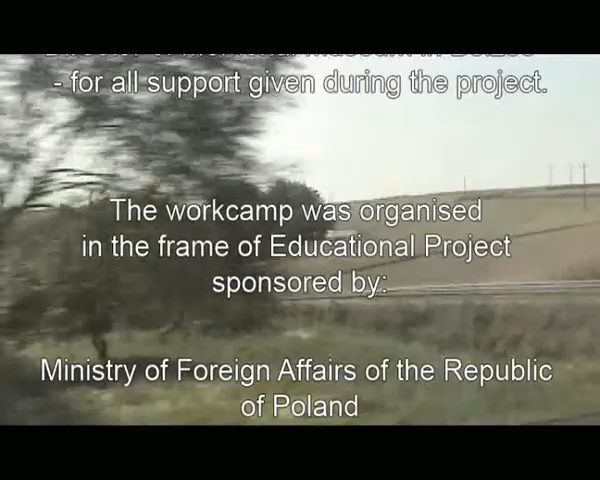 - for all support given during the project.
The workcamp was organised
in the frame of Educational Project
sponsored by:
Ministry of Foreign Affairs of the Republic
of Poland